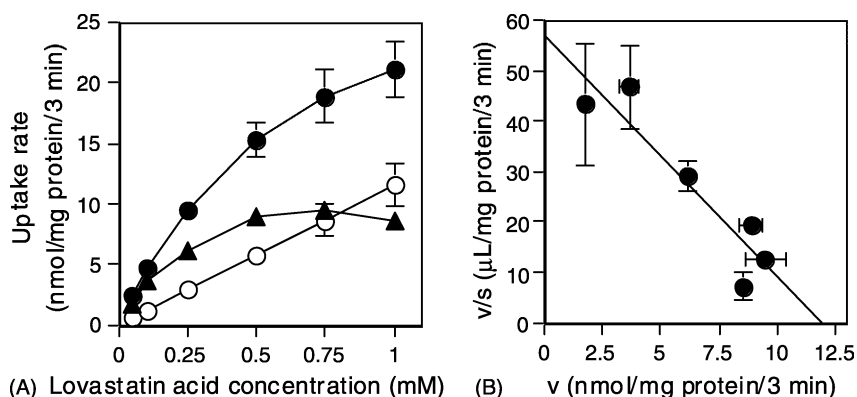 Uptake rate
(nmol/mg protein/3 min)
25
20
15
10
5
0
0 0.25 0.5 0.75 1
(A) Lovastatin acid concentration (mM)
v/s (μL/mg protein/3 min)
60
50
40
30
20
10
0
0 2.5 5 7.5 10 12.5
(B) v (nmol/mg protein/3 min)